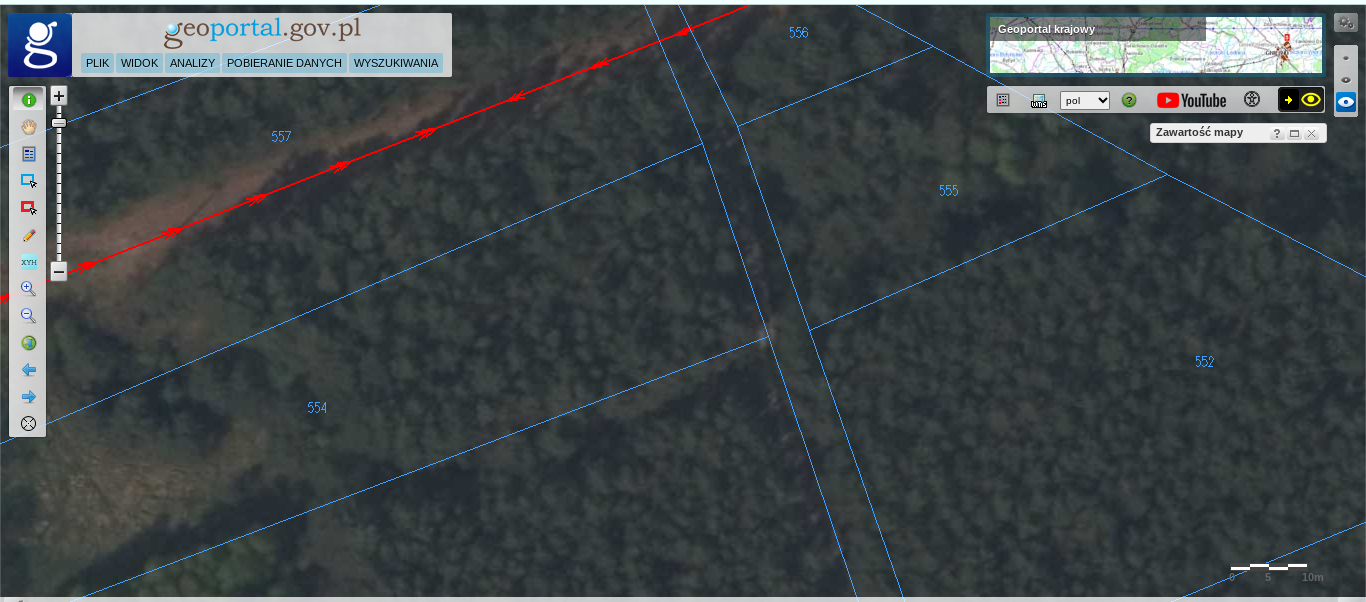 geoportal.gov.pl
PLIK WIDOK ANALIZY POBIERANIE DANYCH WYSZUKIWANIA
Geoportal krajowy
pol ? YouTube
Zawartość mapy ?
XYH
556
557
555
552
554
0 5 10m